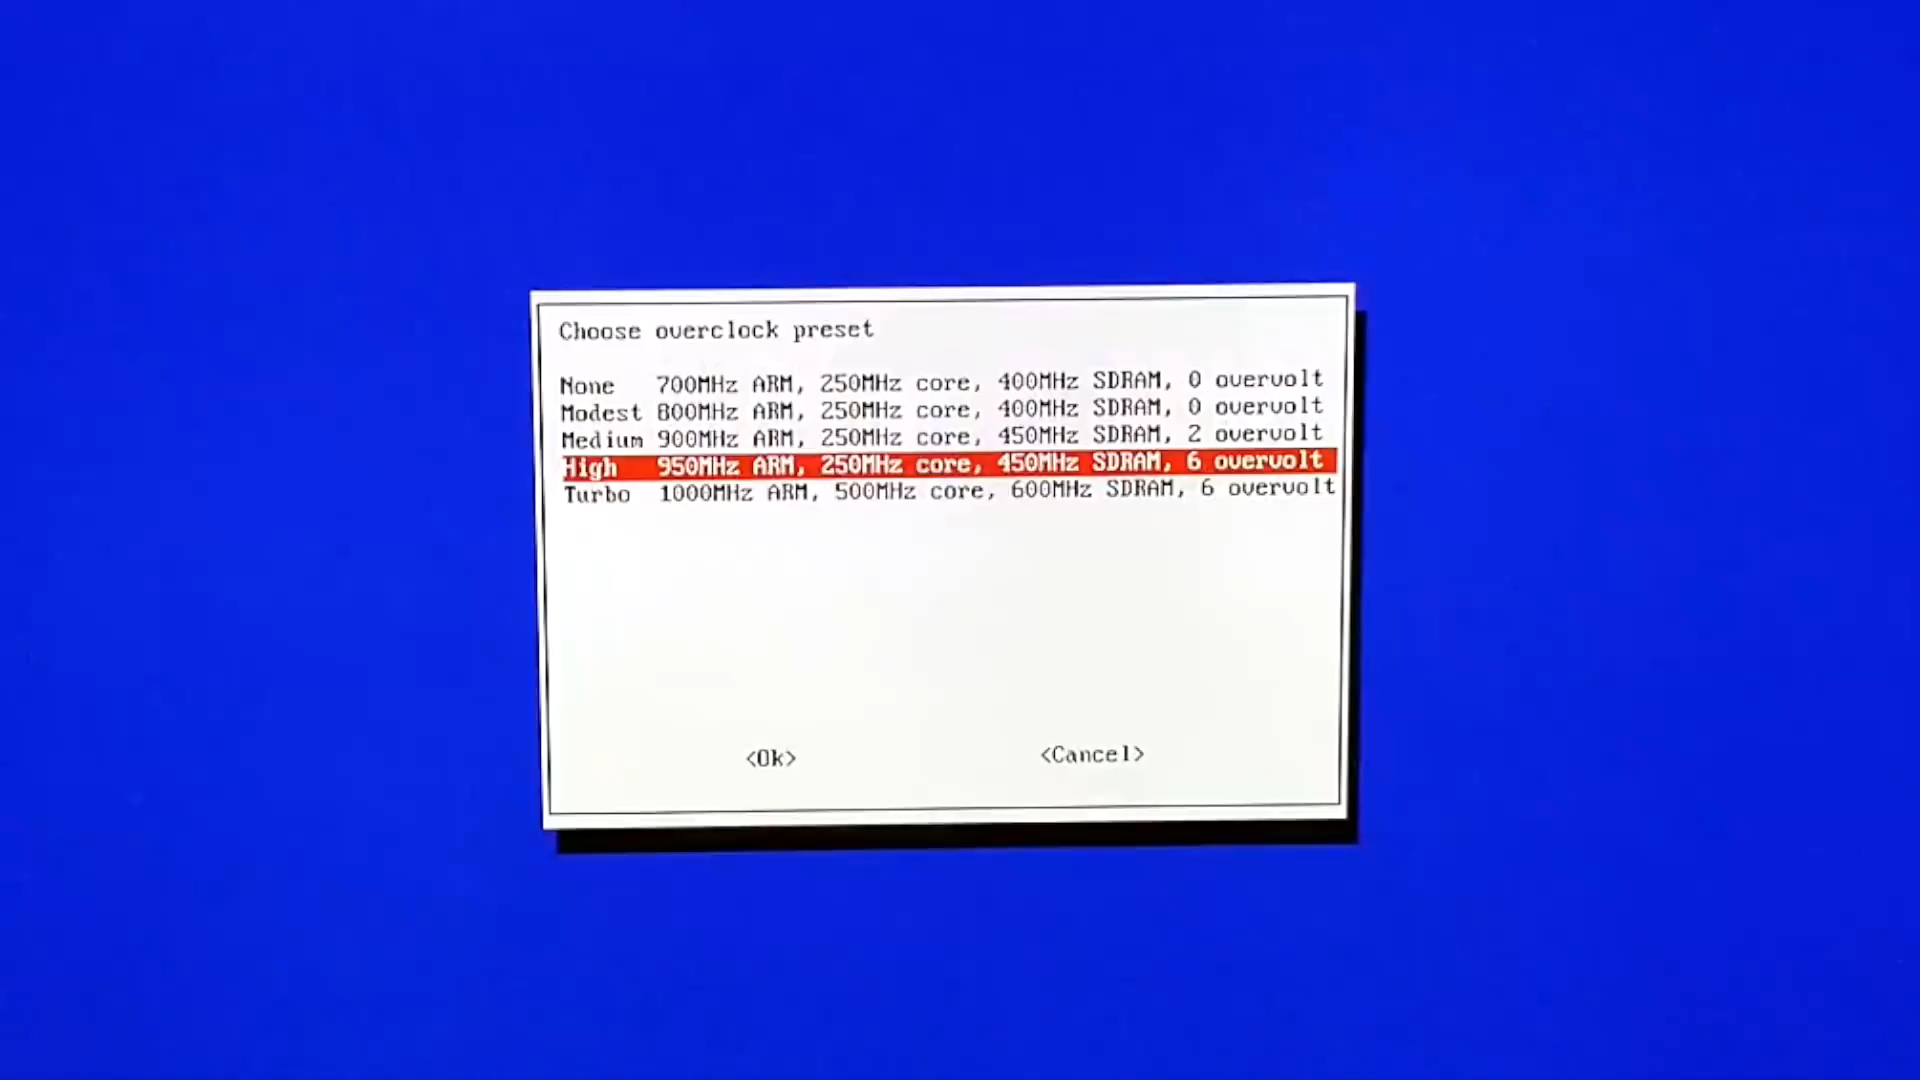 Choose overclock preset
None 700MHz ARM, 250MHz core, 400MHz SDRAM, 0 overvolt
Modest 800MHz ARM, 250MHz core, 400MHz SDRAM, 0 overvolt
Medium 900MHz ARM, 250MHz core, 450MHz SDRAM, 2 overvolt
High 950MHz ARM, 250MHz core, 450MHz SDRAM, 6 overvolt
Turbo 1000MHz ARM, 500MHz core, 600MHz SDRAM, 6 overvolt
<Ok> <Cancel>